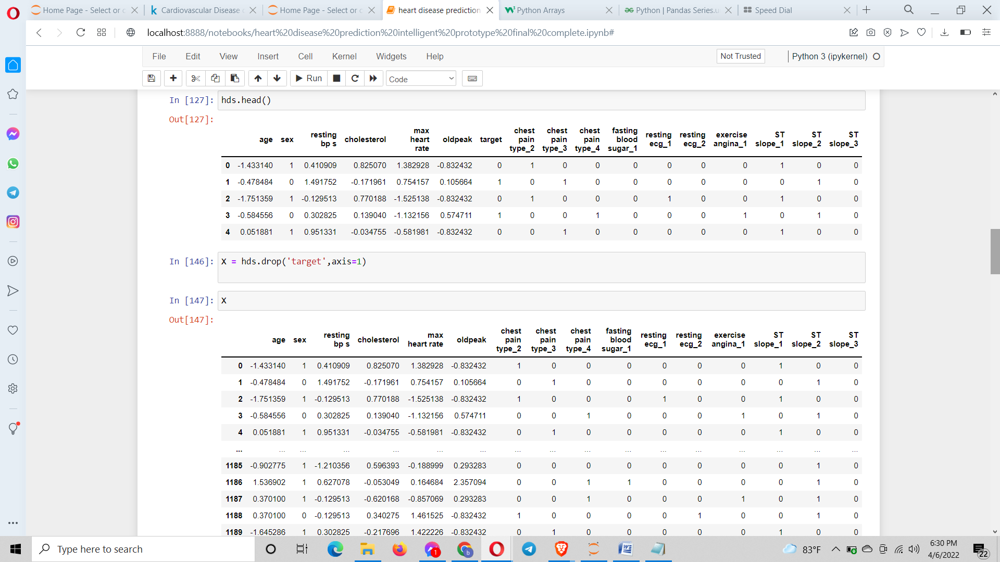 Home Page - Select or c
Cardiovascular Disease
Home Page - Select or c
heart disease prediction
Python Arrays
Python | Pandas Series.u
Speed Dial
localhost:8888/notebooks/heart%20disease%20prediction%20intelligent%20prototype%20final%20complete.ipynb#
File Edit View Insert Cell Kernel Widgets Help
Not Trusted
Python 3 (ipykernel)
Run
Code
In [127]: hds.head()
Out[127]:
age sex resting bp s cholesterol max heart rate oldpeak target chest pain type_2 chest pain type_3 chest pain type_4 fasting blood sugar_1 resting ecg_1 resting ecg_2 exercise angina_1 ST slope_1 ST slope_2 ST slope_3
0 -1.433140 1 0.410909 0.825070 1.382928 -0.832432 0 1 0 0 0 0 0 0 1 0 0
1 -0.478484 0 1.491752 -0.171961 0.754157 0.105664 1 0 1 0 0 0 0 0 0 1 0
2 -1.751359 1 -0.129513 0.770188 -1.525138 -0.832432 0 1 0 0 0 1 0 0 1 0 0
3 -0.584556 0 0.302825 0.139040 -1.132156 0.574711 1 0 0 1 0 0 0 1 0 1 0
4 0.051881 1 0.951331 -0.034755 -0.581981 -0.832432 0 0 1 0 0 0 0 0 1 0 0
In [146]: X = hds.drop('target',axis=1)
In [147]: X
Out[147]:
age sex resting bp s cholesterol max heart rate oldpeak chest pain type_2 chest pain type_3 chest pain type_4 fasting blood sugar_1 resting ecg_1 resting ecg_2 exercise angina_1 ST slope_1 ST slope_2 ST slope_3
0 -1.433140 1 0.410909 0.825070 1.382928 -0.832432 1 0 0 0 0 0 0 1 0 0
1 -0.478484 0 1.491752 -0.171961 0.754157 0.105664 0 1 0 0 0 0 0 0 1 0
2 -1.751359 1 -0.129513 0.770188 -1.525138 -0.832432 1 0 0 0 1 0 0 1 0 0
3 -0.584556 0 0.302825 0.139040 -1.132156 0.574711 0 0 1 0 0 0 1 0 1 0
4 0.051881 1 0.951331 -0.034755 -0.581981 -0.832432 0 1 0 0 0 0 0 1 0 0
... ... ... ... ... ... ... ... ... ... ... ... ... ... ... ... ...
1185 -0.902775 1 -1.210356 0.596393 -0.188999 0.293283 0 0 0 0 0 0 0 0 1 0
1186 1.536902 1 0.627078 -0.053049 0.164684 2.357094 0 0 1 1 0 0 0 0 1 0
1187 0.370100 1 -0.129513 -0.620168 -0.857069 0.293283 0 0 1 0 0 0 1 0 1 0
1188 0.370100 0 -0.129513 0.340275 1.461525 -0.832432 1 0 0 0 0 1 0 0 1 0
1189 -1.645286 1 0.302825 -0.217696 1.422226 -0.832432 0 1 0 0 0 0 0 1 0 0
Type here to search
1
b
83°F
6:30 PM
4/6/2022
22